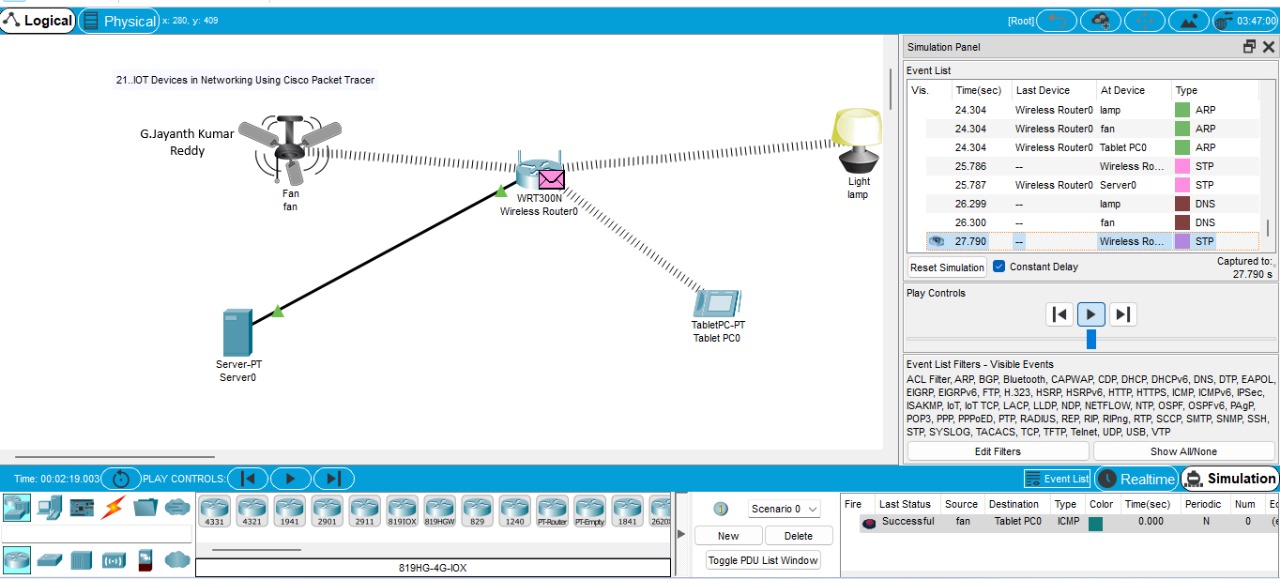 Logical
Physical
x: 280, y: 409
[Root]
03:47:00
21..IOT Devices in Networking Using Cisco Packet Tracer
G.Jayanth Kumar
Reddy
Fan
fan
WRT300N
Wireless Router0
Light
lamp
Server-PT
Server0
TabletPC-PT
Tablet PC0
Simulation Panel
Event List
Vis. Time(sec) Last Device At Device Type
24.304 Wireless Router0 lamp ARP
24.304 Wireless Router0 fan ARP
24.304 Wireless Router0 Tablet PC0 ARP
25.786 -- Wireless Ro... STP
25.787 Wireless Router0 Server0 STP
26.299 -- lamp DNS
26.300 -- fan DNS
27.790 -- Wireless Ro... STP
Reset Simulation Constant Delay
Captured to:
27.790 s
Play Controls
Event List Filters - Visible Events
ACL Filter, ARP, BGP, Bluetooth, CAPWAP, CDP, DHCP, DHCPv6, DNS, DTP, EAPOL,
EIGRP, EIGRPv6, FTP, H.323, HSRP, HSRPv6, HTTP, HTTPS, ICMP, ICMPv6, IPSec,
ISAKMP, IoT, IoT TCP, LACP, LLDP, NDP, NETFLOW, NTP, OSPF, OSPFv6, PAgP,
POP3, PPP, PPPoED, PTP, RADIUS, REP, RIP, RIPng, RTP, SCCP, SMTP, SNMP, SSH,
STP, SYSLOG, TACACS, TCP, TFTP, Telnet, UDP, USB, VTP
Edit Filters Show All/None
Time: 00:02:19.003 PLAY CONTROLS:
Event List Realtime Simulation
4331 4321 1941 2901 2911 819IOX 819HGW 829 1240 PT-Router PT-Empty 1841 2620
819HG-4G-IOX
Scenario 0
New Delete
Toggle PDU List Window
Fire Last Status Source Destination Type Color Time(sec) Periodic Num Ed
Successful fan Tablet PC0 ICMP 0.000 N 0 (e